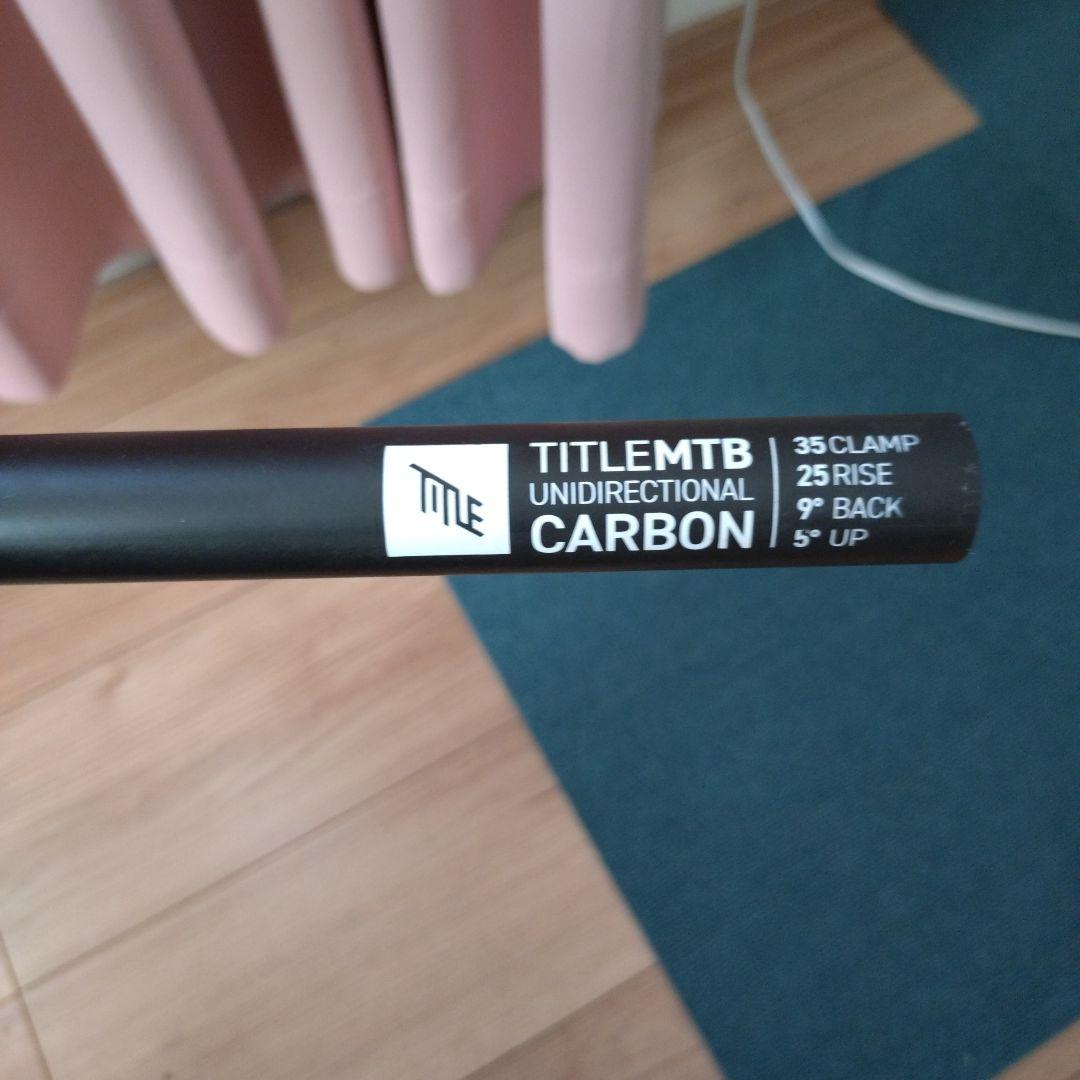 TITLE
TITLEMTB
UNIDIRECTIONAL
CARBON
35 CLAMP
25 RISE
9° BACK
5° UP